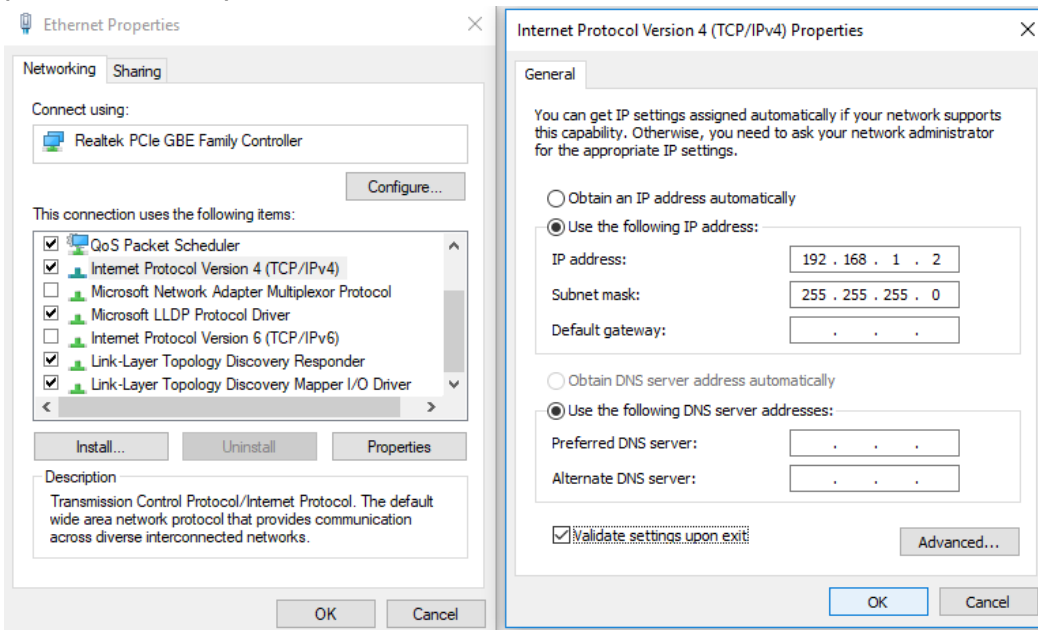 Ethernet Properties
Networking Sharing
Connect using:
Realtek PCIe GBE Family Controller
Configure...
This connection uses the following items:
QoS Packet Scheduler
Internet Protocol Version 4 (TCP/IPv4)
Microsoft Network Adapter Multiplexor Protocol
Microsoft LLDP Protocol Driver
Internet Protocol Version 6 (TCP/IPv6)
Link-Layer Topology Discovery Responder
Link-Layer Topology Discovery Mapper I/O Driver
Install... Uninstall Properties
Description
Transmission Control Protocol/Internet Protocol. The default
wide area network protocol that provides communication
across diverse interconnected networks.
OK Cancel
Internet Protocol Version 4 (TCP/IPv4) Properties
General
You can get IP settings assigned automatically if your network supports
this capability. Otherwise, you need to ask your network administrator
for the appropriate IP settings.
Obtain an IP address automatically
Use the following IP address:
IP address: 192 . 168 . 1 . 2
Subnet mask: 255 . 255 . 255 . 0
Default gateway: . . .
Obtain DNS server address automatically
Use the following DNS server addresses:
Preferred DNS server: . . .
Alternate DNS server: . . .
Validate settings upon exit
Advanced...
OK Cancel